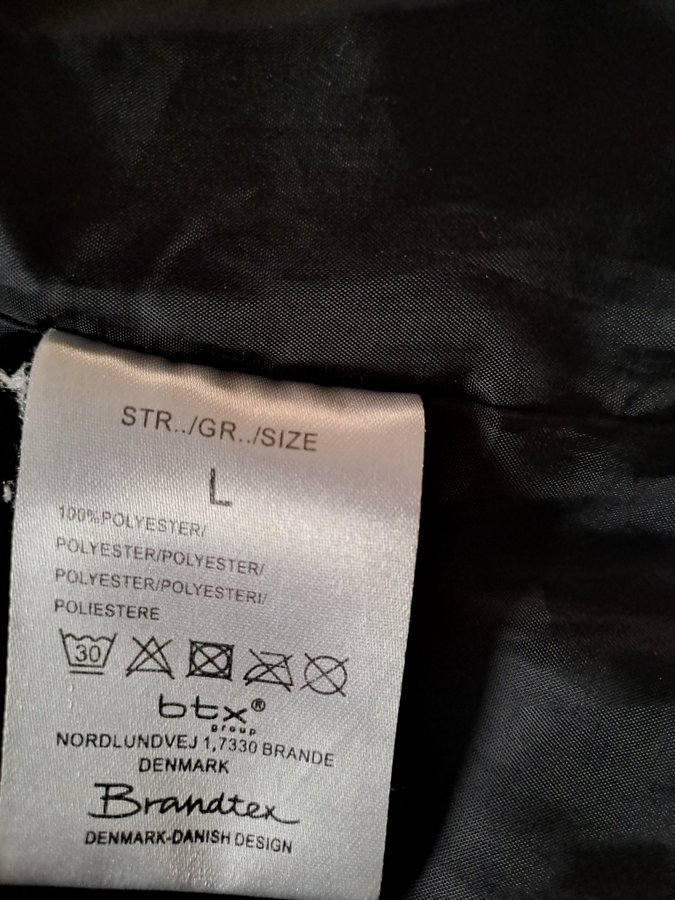 STR../GR../SIZE
L
100%POLYESTER/
POLYESTER/POLYESTER/
POLYESTER/POLYESTERI/
POLIESTERE
30
btx®
group
NORDLUNDVEJ 1,7330 BRANDE
DENMARK
Brandtex
DENMARK-DANISH DESIGN